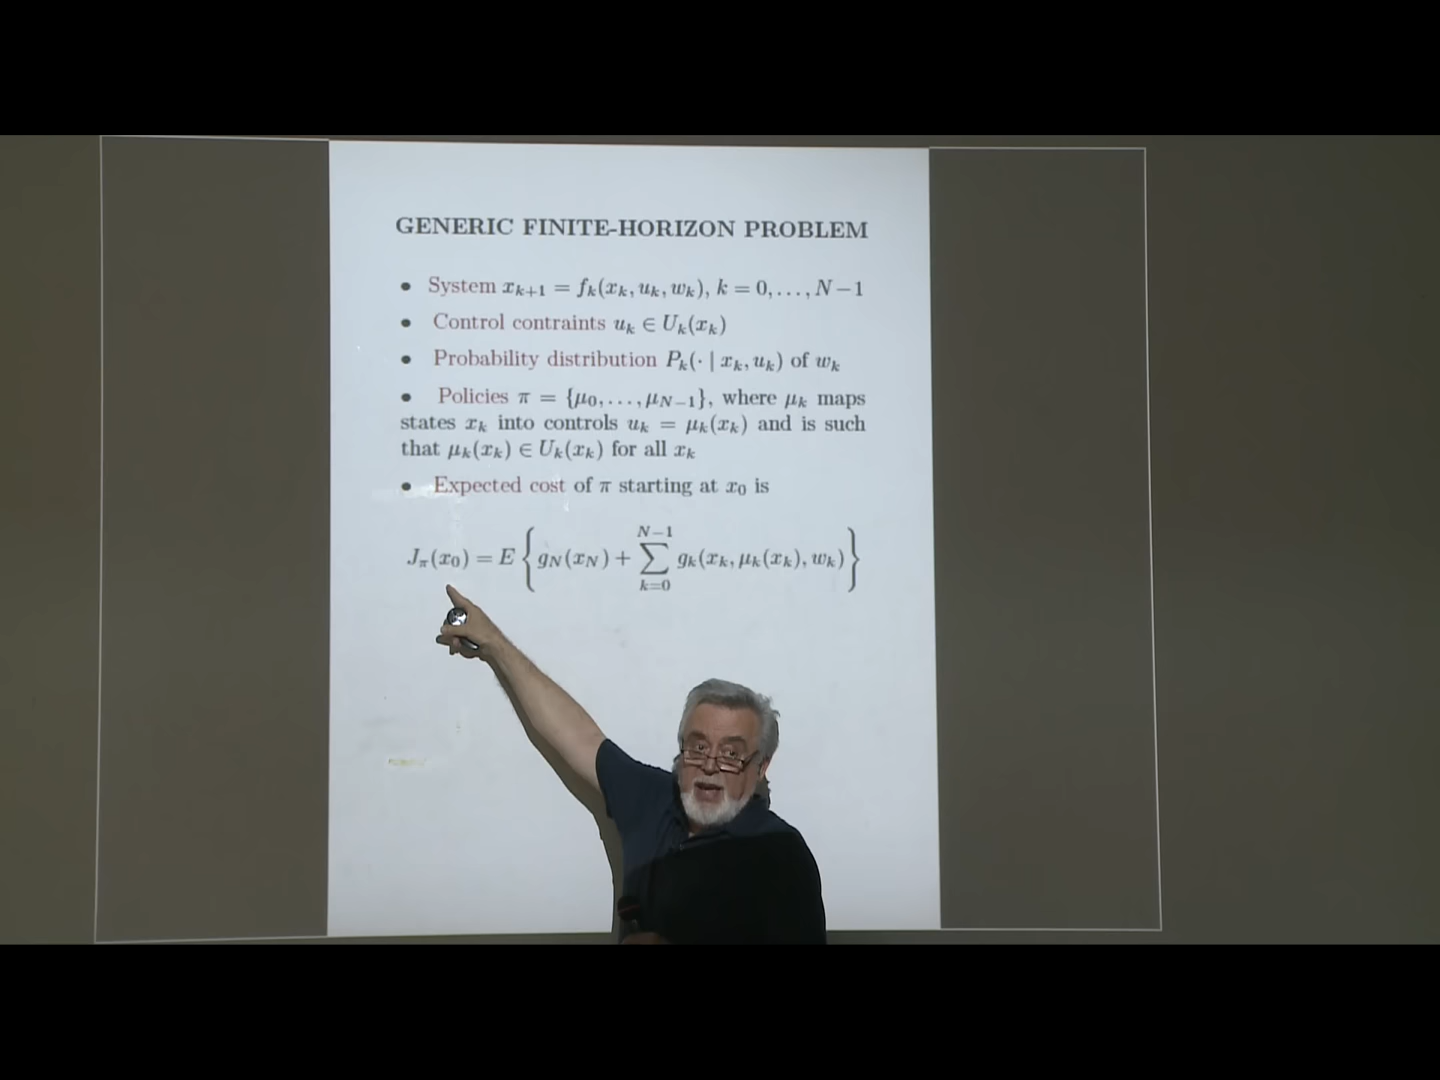 GENERIC FINITE-HORIZON PROBLEM
• System x_{k+1} = f_k(x_k, u_k, w_k), k = 0, . . . , N − 1
• Control contraints u_k ∈ U_k(x_k)
• Probability distribution P_k(· | x_k, u_k) of w_k
• Policies π = {μ_0, . . . , μ_{N−1}}, where μ_k maps
states x_k into controls u_k = μ_k(x_k) and is such
that μ_k(x_k) ∈ U_k(x_k) for all x_k
• Expected cost of π starting at x_0 is
J_π(x_0) = E { g_N(x_N) + ∑_{k=0}^{N−1} g_k(x_k, μ_k(x_k), w_k) }